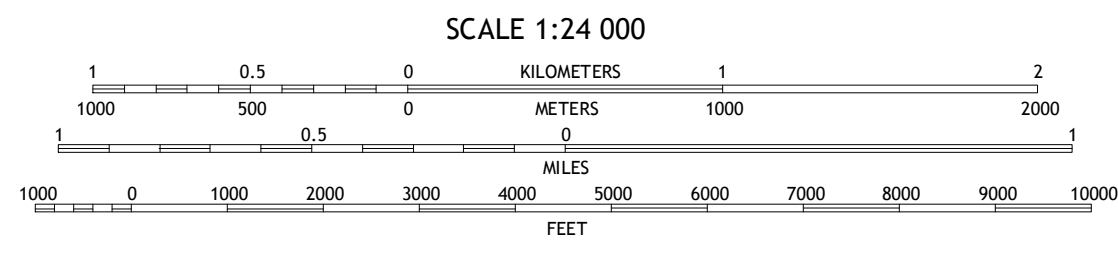 SCALE 1:24 000
1 0.5 0 KILOMETERS 1 2
1000 500 0 METERS 1000 2000
1 0.5 0 1
MILES
1000 0 1000 2000 3000 4000 5000 6000 7000 8000 9000 10000
FEET